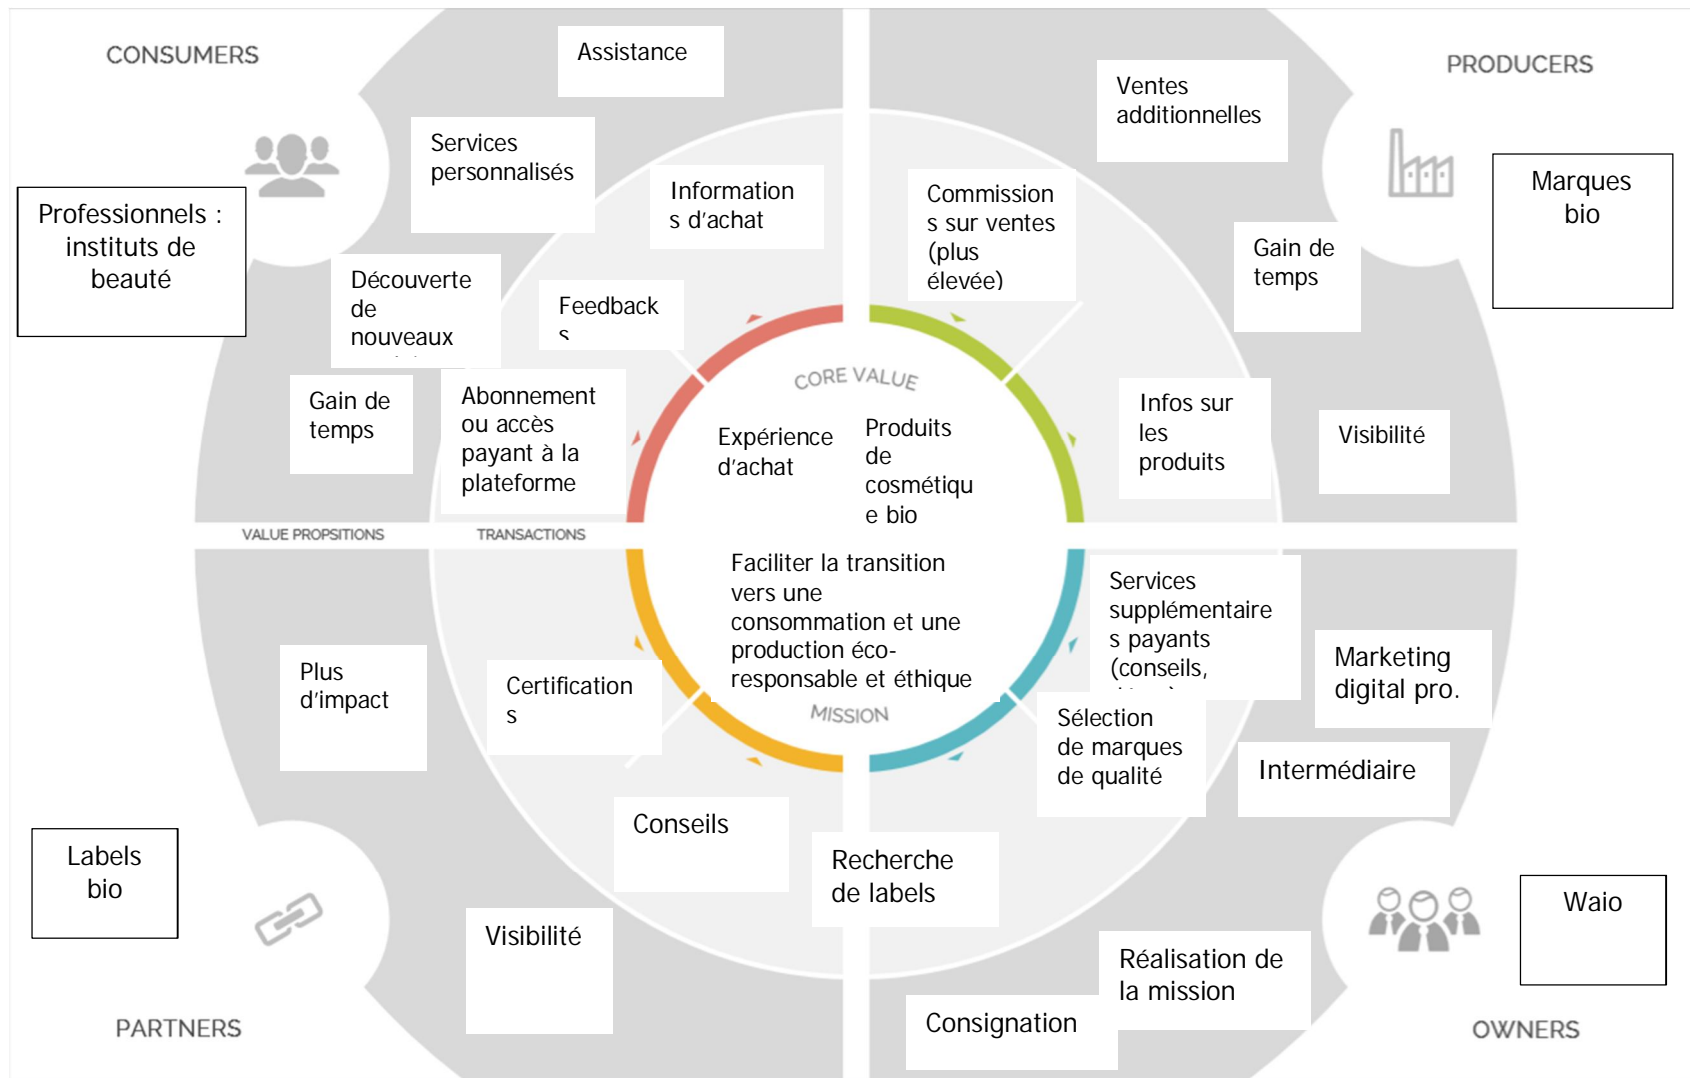 CONSUMERS
Assistance
Services
personnalisés
Information
s d'achat
Professionnels :
instituts de
beauté
Découverte
de
nouveaux
Feedback
s
Gain de
temps
Abonnement
ou accès
payant à la
plateforme
PRODUCERS
Ventes
additionnelles
Commission
s sur ventes
(plus
élevée)
Marques
bio
Gain de
temps
Infos sur
les
produits
Visibilité
CORE VALUE
Expérience
d'achat
Produits
de
cosmétiqu
e bio
VALUE PROPSITIONS
TRANSACTIONS
Faciliter la transition
vers une
consommation et une
production éco-
responsable et éthique
MISSION
Plus
d'impact
Certification
s
Conseils
Labels
bio
Visibilité
PARTNERS
Services
supplémentaire
s payants
(conseils,
Marketing
digital pro.
Sélection
de marques
de qualité
Intermédiaire
Recherche
de labels
Waio
Réalisation de
la mission
Consignation
OWNERS